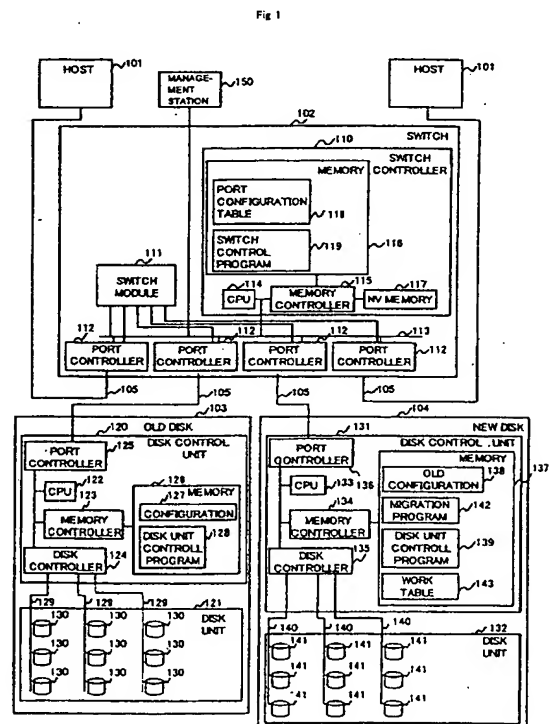 Fig 1
HOST
101
MANAGE-
MENT
STATION
150
HOST
101
102
SWITCH
110
SWITCH
CONTROLLER
MEMORY
PORT
CONFIGURATION
TABLE
118
SWITCH
CONTROL
PROGRAM
119
116
111
SWITCH
MODULE
114
CPU
115
MEMORY
CONTROLLER
117
NV MEMORY
113
112
PORT
CONTROLLER
112
PORT
CONTROLLER
112
PORT
CONTROLLER
112
PORT
CONTROLLER
105
105
105
105
103
OLD DISK
120
DISK CONTROL
UNIT
PORT
CONTROLLER
125
122
CPU
123
MEMORY
CONTROLLER
126
MEMORY
127
CONFIGURATION
DISK UNIT
CONTROLL
PROGRAM
128
DISK
CONTROLLER
124
129
129
129
121
DISK
UNIT
130
130
130
130
130
130
130
130
130
104
NEW DISK
131
DISK CONTROL UNIT
PORT
CONTROLLER
136
133
CPU
134
MEMORY
CONTROLLER
MEMORY
OLD
CONFIGURATION
138
137
MIGRATION
PROGRAM
142
DISK UNIT
CONTROLL
PROGRAM
139
WORK
TABLE
143
DISK
CONTROLLER
135
140
140
140
132
DISK
UNIT
141
141
141
141
141
141
141
141
141